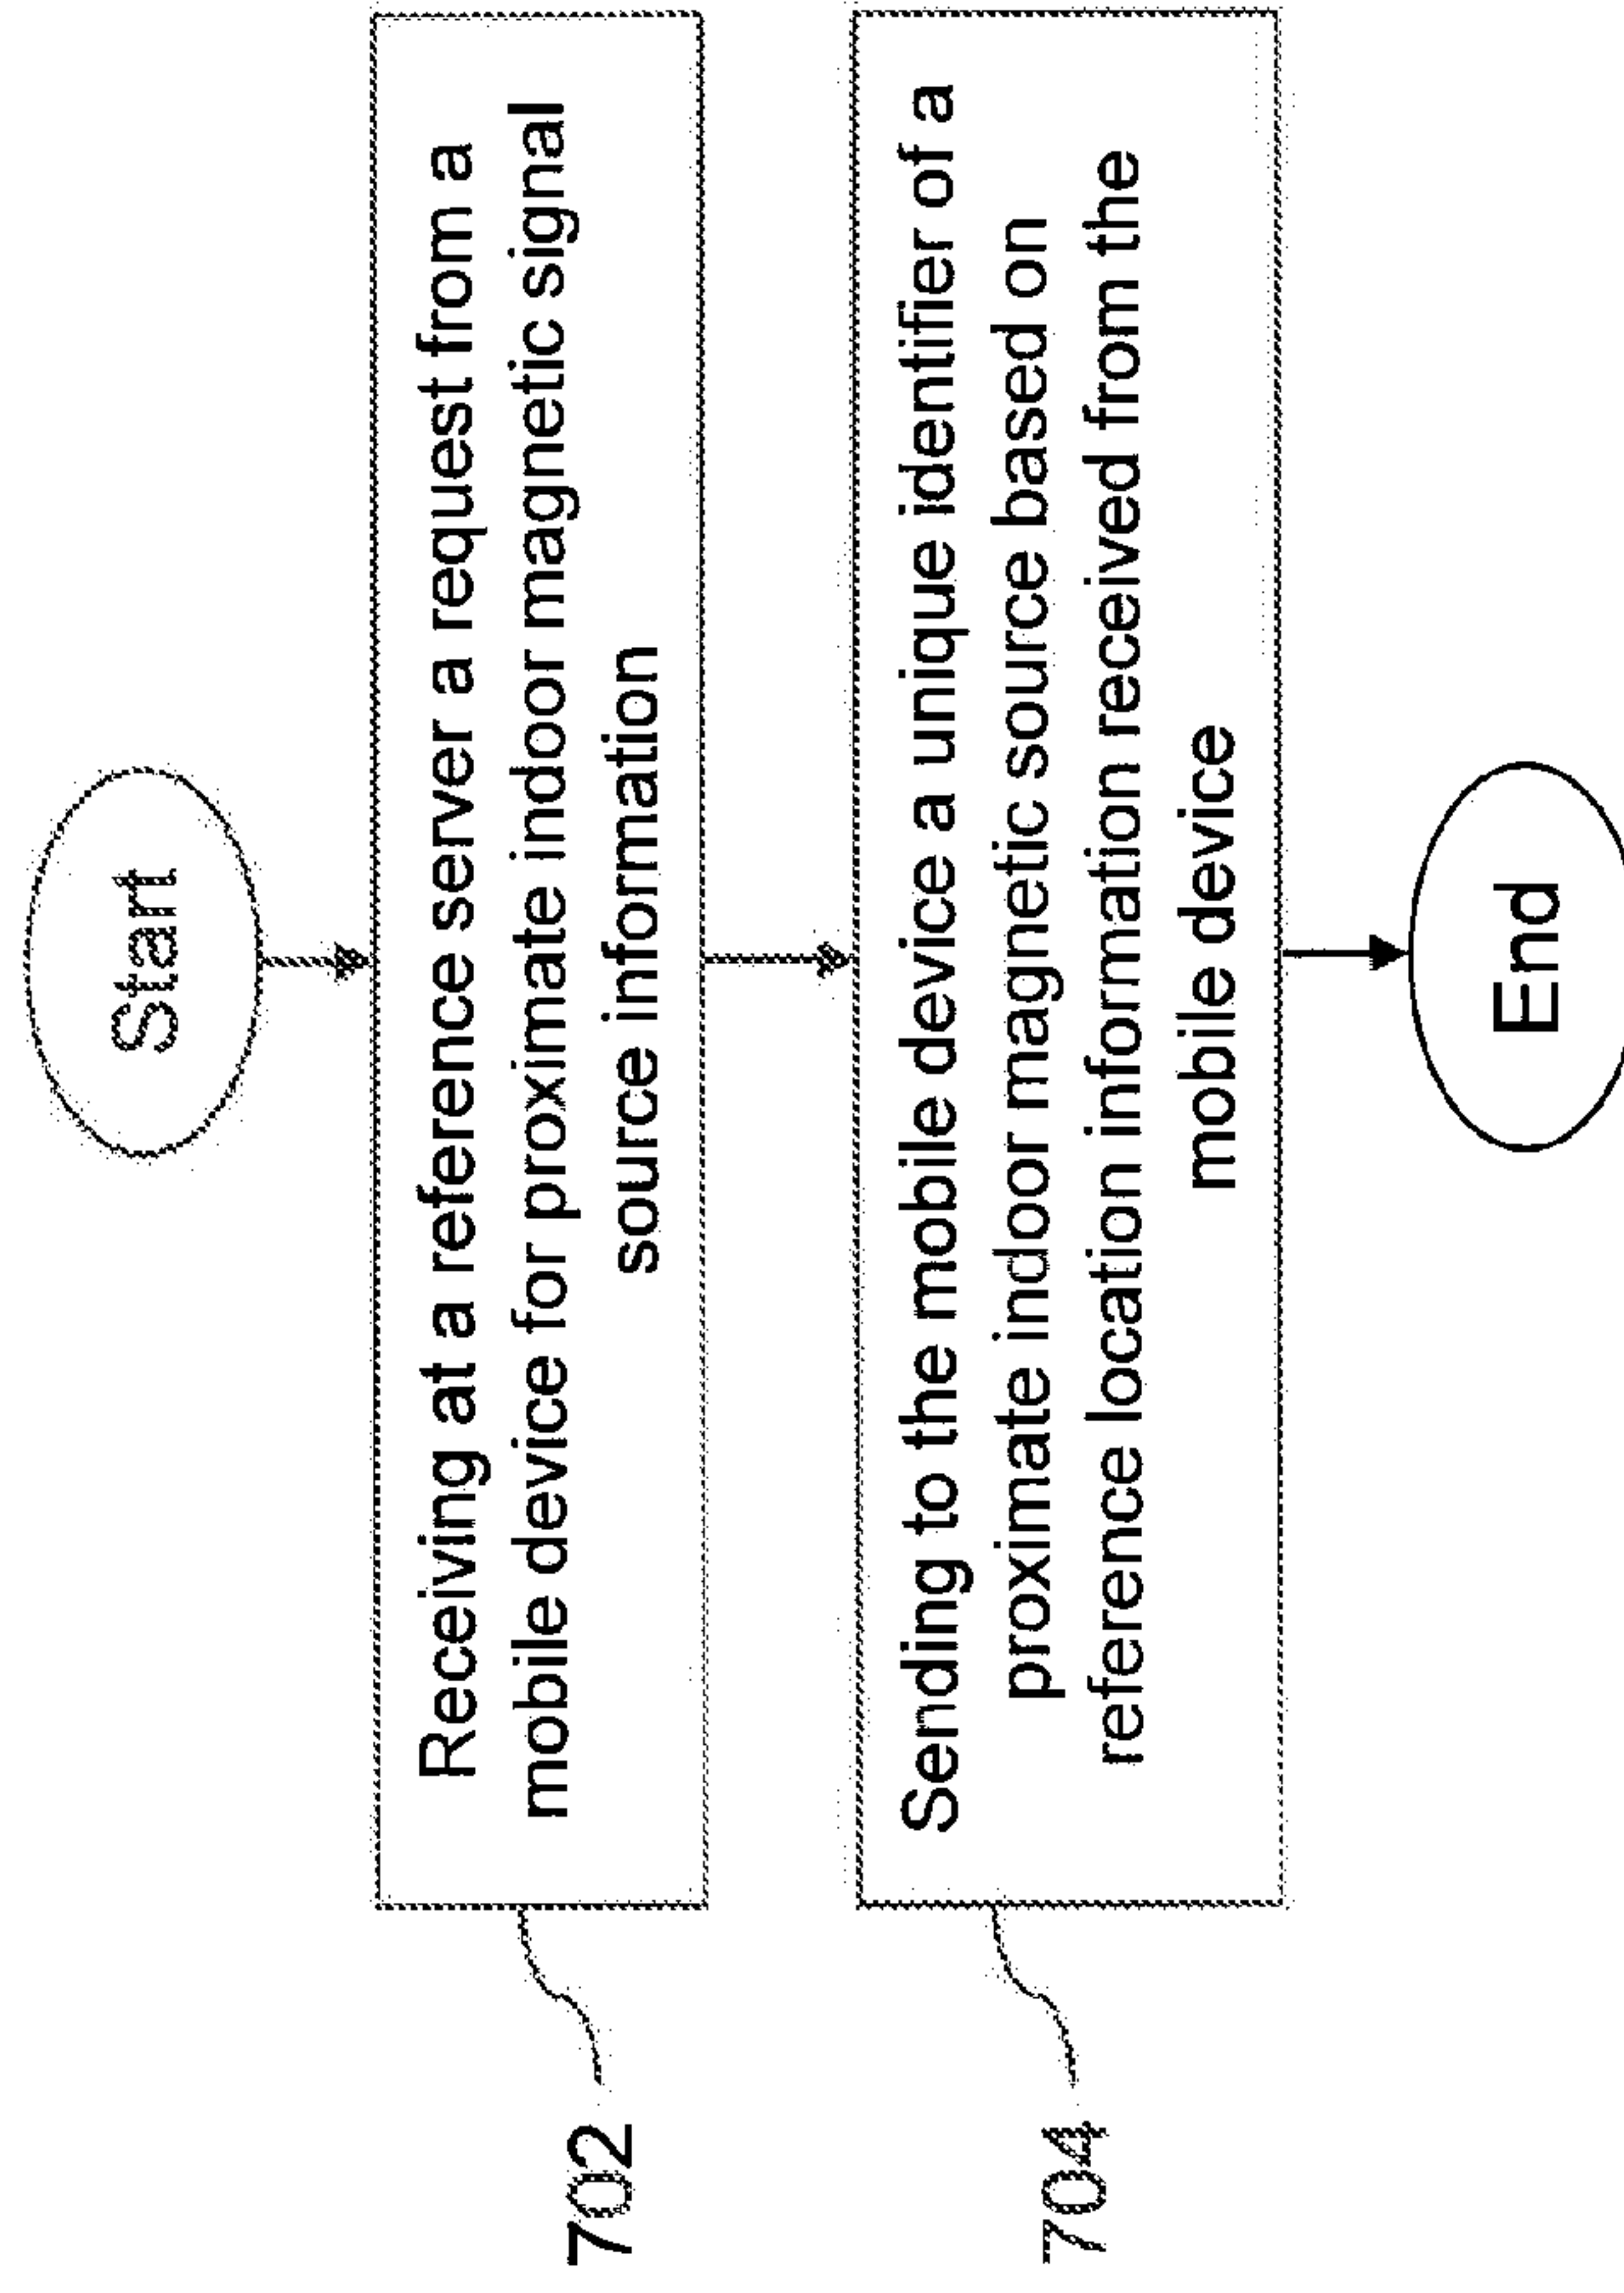 Start
702
Receiving at a reference server a request from a
mobile device for proximate indoor magnetic signal
source information
704
Sending to the mobile device a unique identifier of a
proximate indoor magnetic source based on
reference location information received from the
mobile device
End